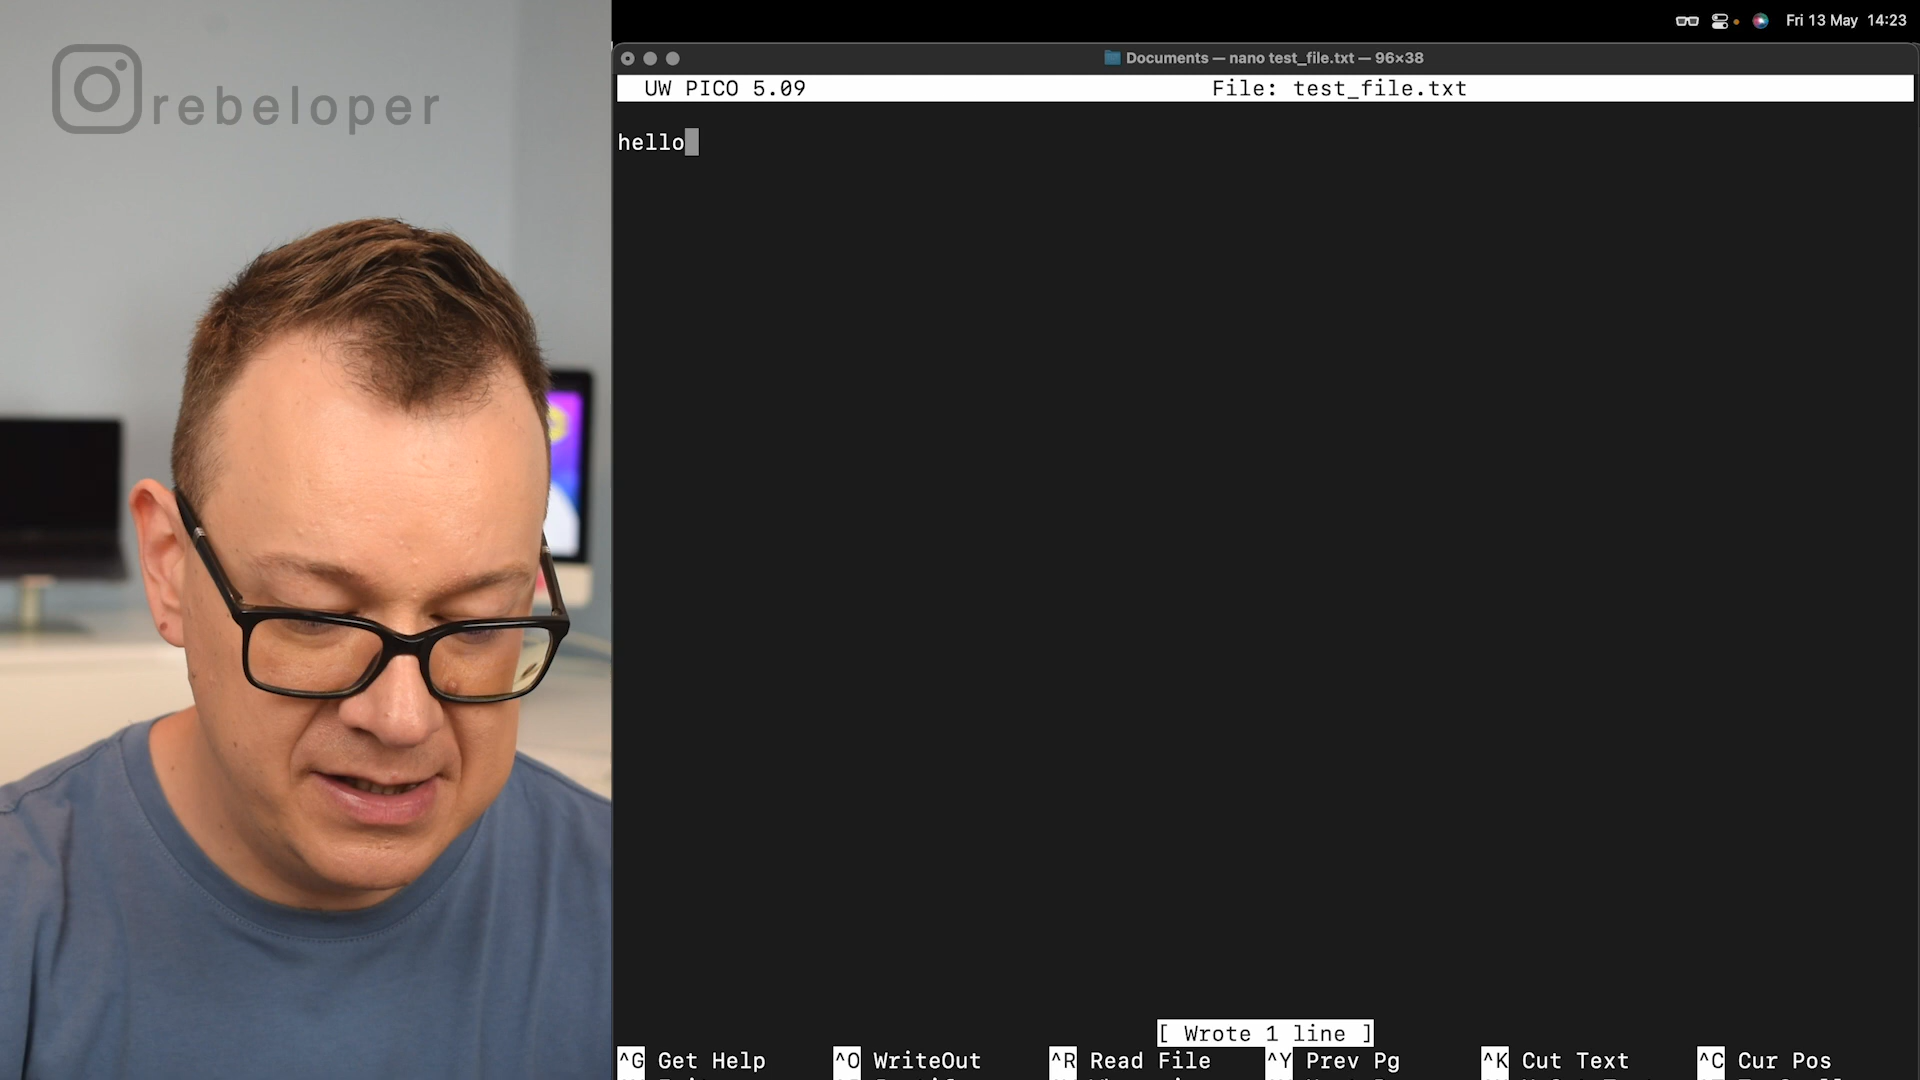 rebeloper
Fri 13 May 14:23
Documents — nano test_file.txt — 96×38
UW PICO 5.09 File: test_file.txt
hello
[ Wrote 1 line ]
^G Get Help ^O WriteOut ^R Read File ^Y Prev Pg ^K Cut Text ^C Cur Pos